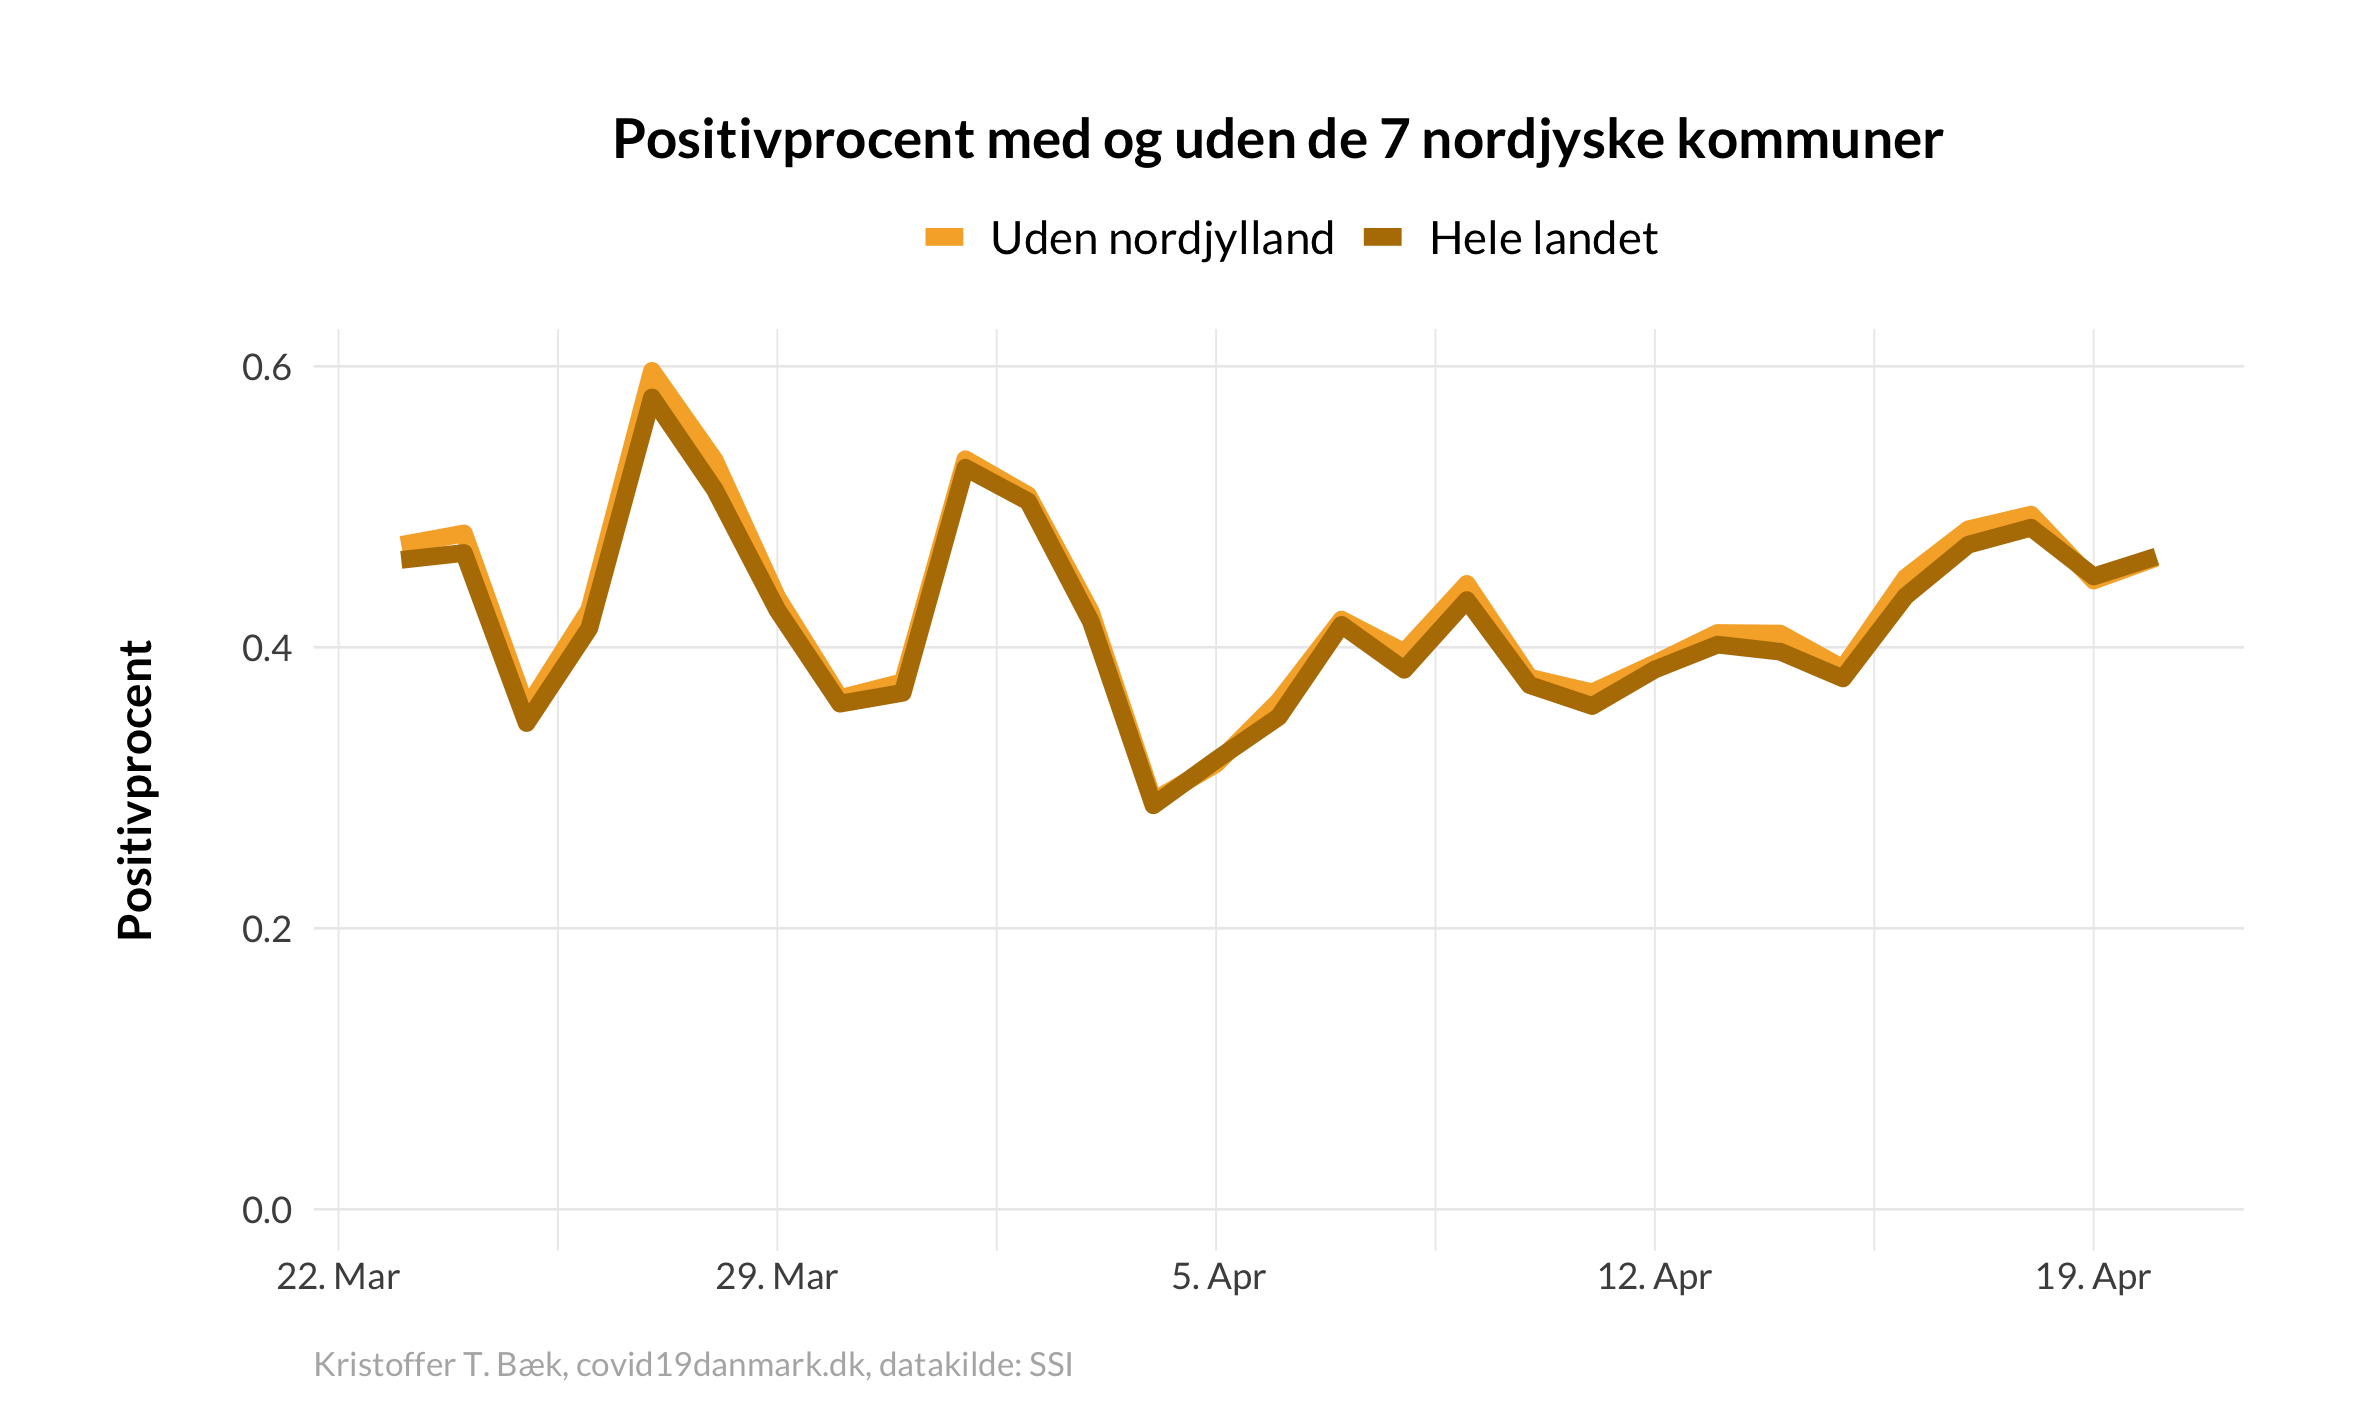 Positivprocent med og uden de 7 nordjyske kommuner
Uden nordjylland Hele landet
Positivprocent
0.6
0.4
0.2
0.0
22. Mar 29. Mar 5. Apr 12. Apr 19. Apr
Kristoffer T. Bæk, covid19danmark.dk, datakilde: SSI